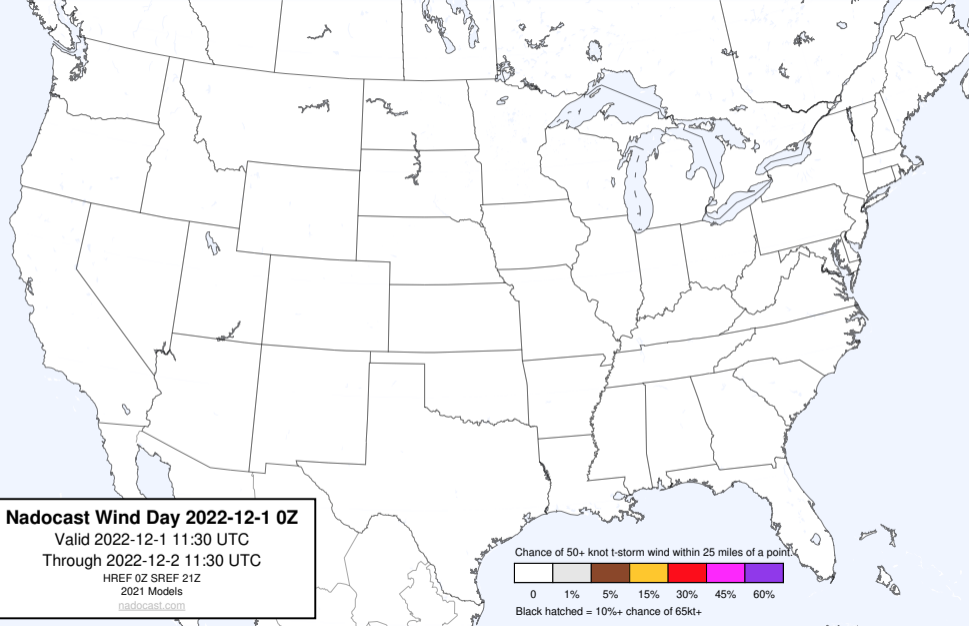 Nadocast Wind Day 2022-12-1 0Z
Valid 2022-12-1 11:30 UTC
Through 2022-12-2 11:30 UTC
HREF 0Z SREF 21Z
2021 Models
nadocast.com
Chance of 50+ knot t-storm wind within 25 miles of a point.
0 1% 5% 15% 30% 45% 60%
Black hatched = 10%+ chance of 65kt+